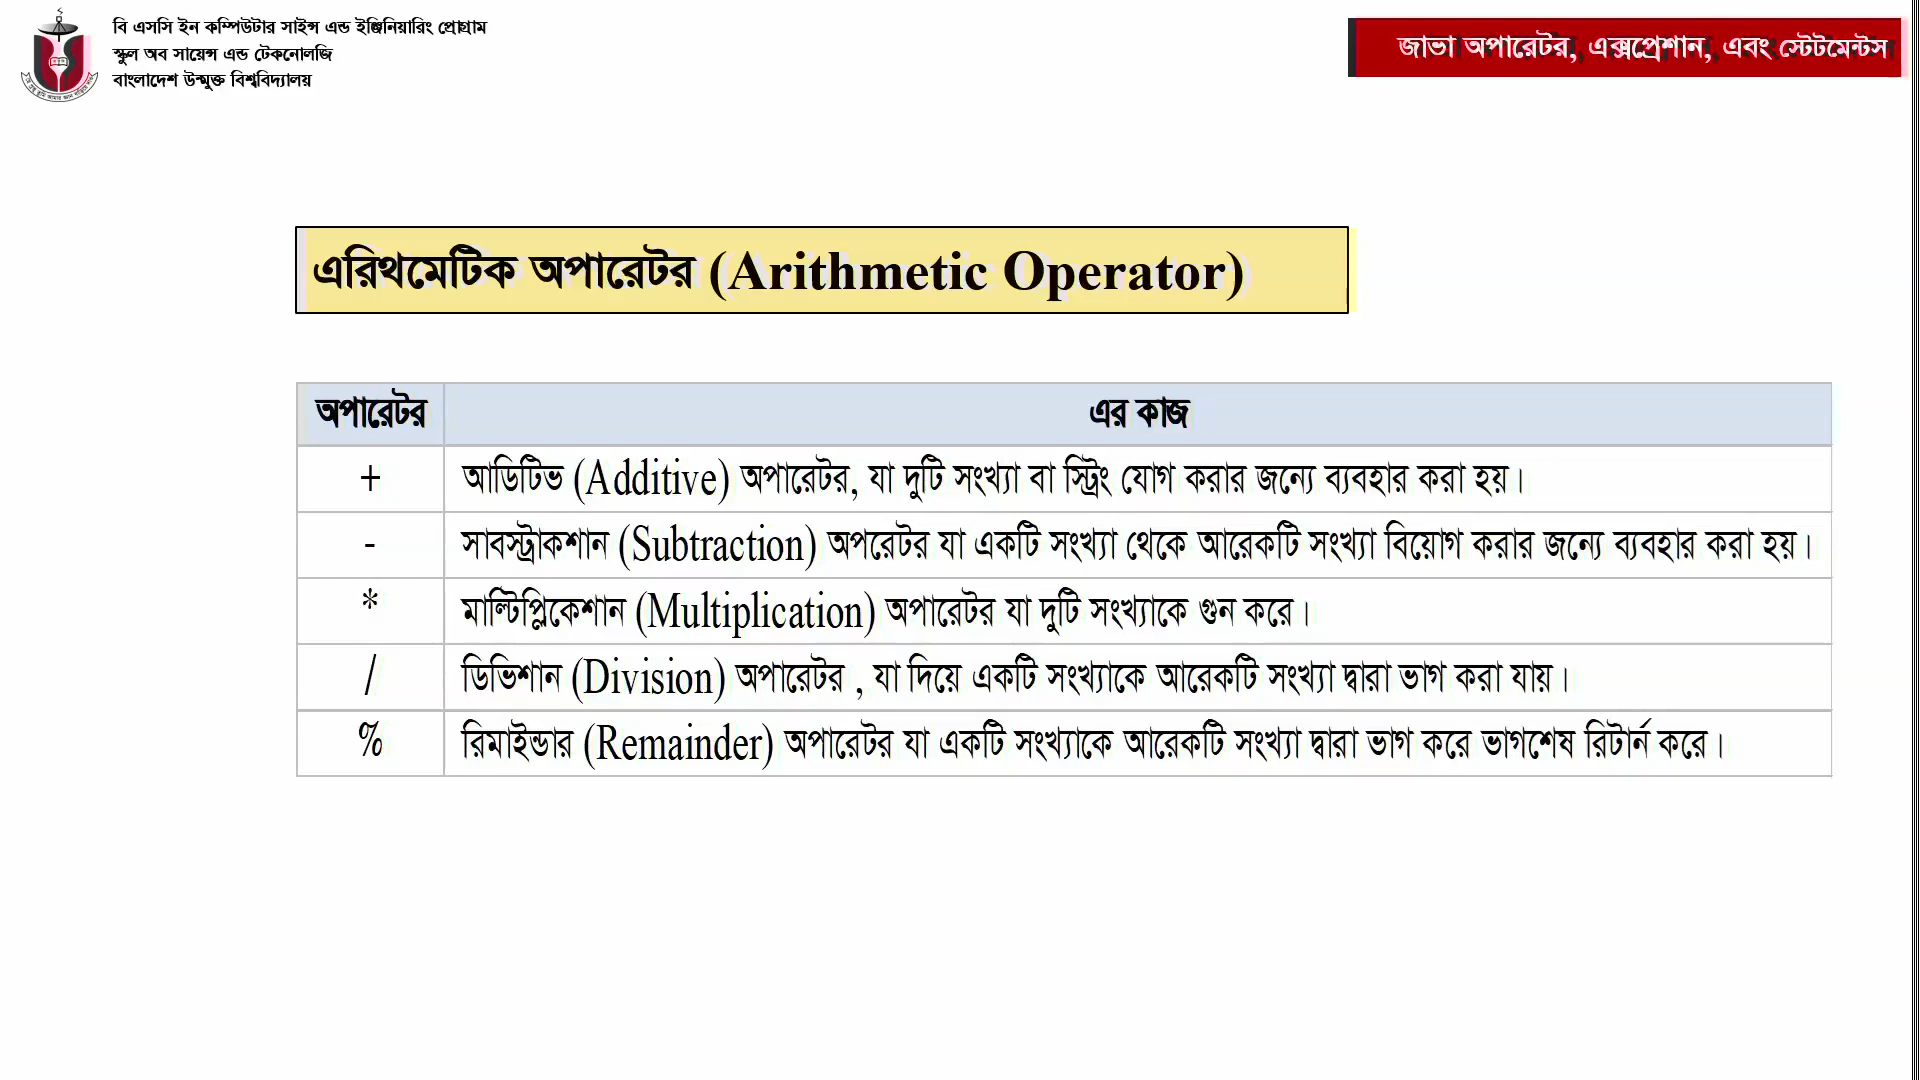 বি এসসি ইন কম্পিউটার সাইন্স এন্ড ইঞ্জিনিয়ারিং প্রোগ্রাম
স্কুল অব সায়েন্স এন্ড টেকনোলজি
বাংলাদেশ উন্মুক্ত বিশ্ববিদ্যালয়
জাভা অপারেটর, এক্সপ্রেশান, এবং স্টেটমেন্টস
এরিথমেটিক অপারেটর (Arithmetic Operator)
অপারেটর এর কাজ
+ আডিটিভ (Additive) অপারেটর, যা দুটি সংখ্যা বা স্ট্রিং যোগ করার জন্যে ব্যবহার করা হয়।
- সাবস্ট্রাকশান (Subtraction) অপরেটর যা একটি সংখ্যা থেকে আরেকটি সংখ্যা বিয়োগ করার জন্যে ব্যবহার করা হয়।
* মাল্টিপ্লিকেশান (Multiplication) অপারেটর যা দুটি সংখ্যাকে গুন করে।
/ ডিভিশান (Division) অপারেটর , যা দিয়ে একটি সংখ্যাকে আরেকটি সংখ্যা দ্বারা ভাগ করা যায়।
% রিমাইন্ডার (Remainder) অপারেটর যা একটি সংখ্যাকে আরেকটি সংখ্যা দ্বারা ভাগ করে ভাগশেষ রিটার্ন করে।